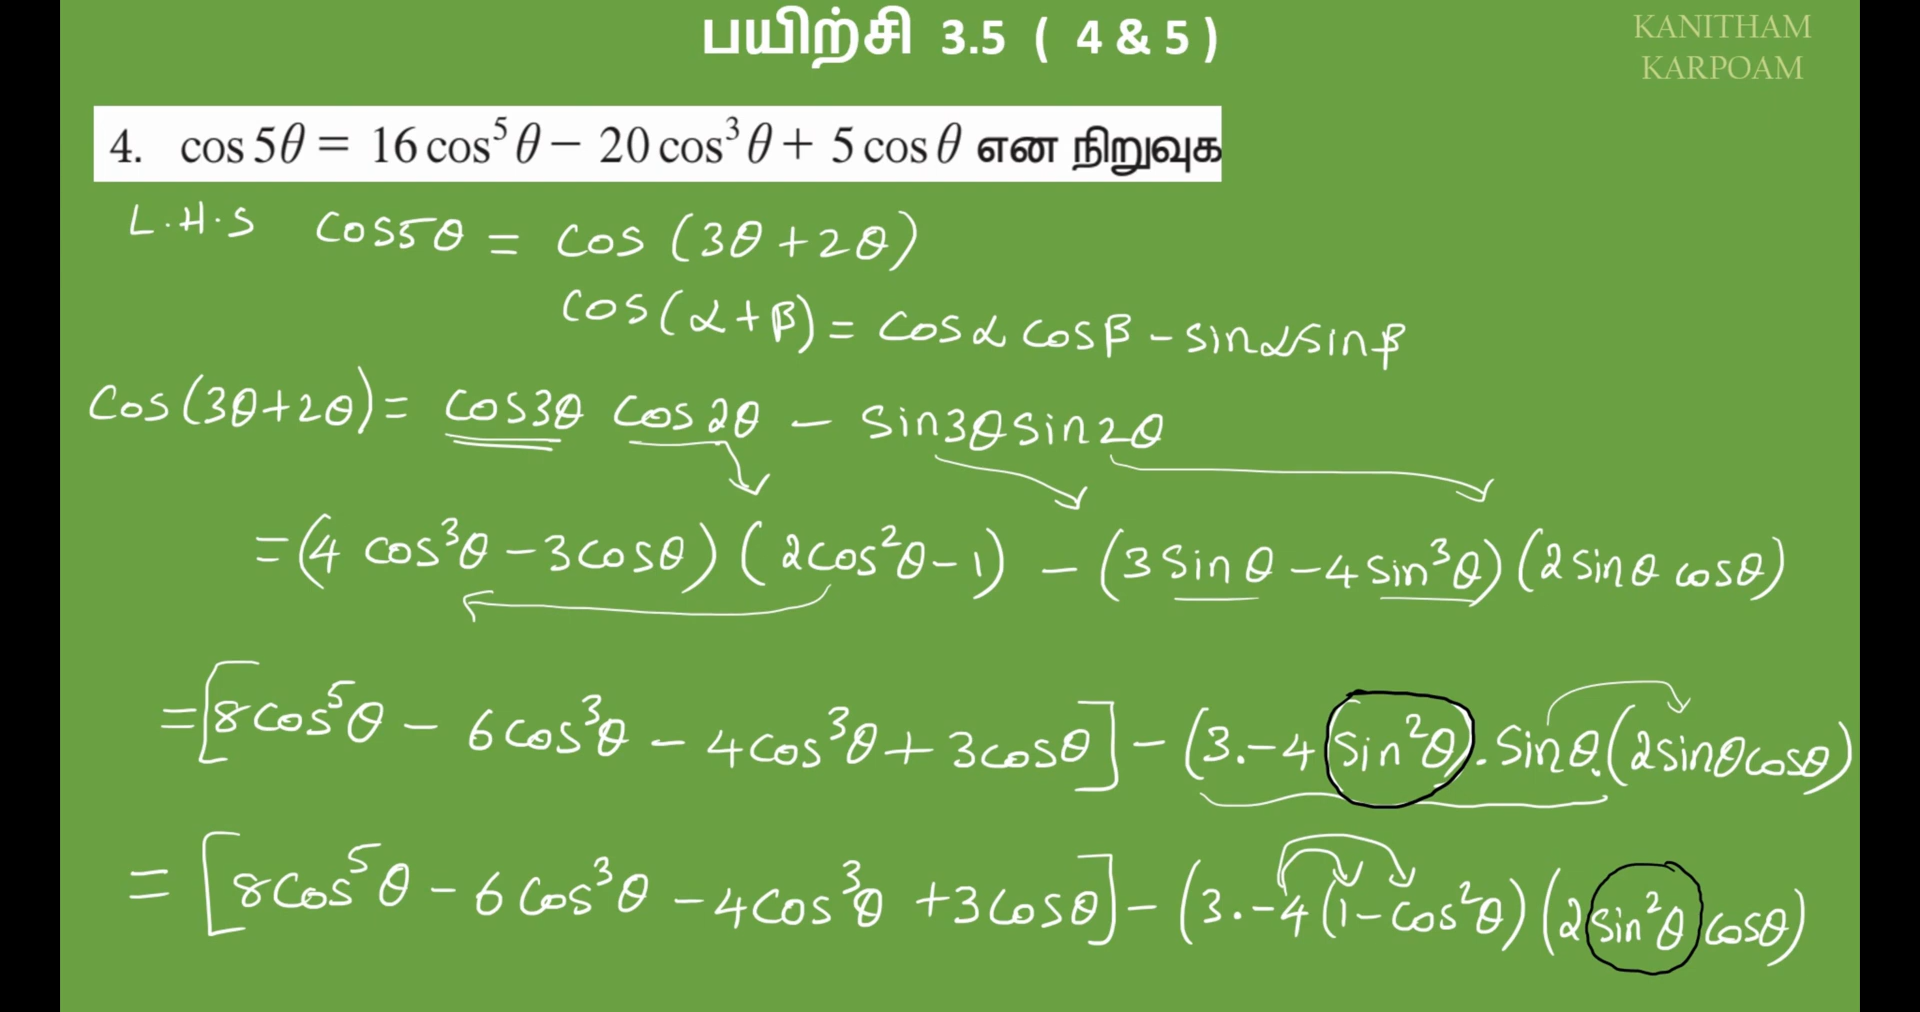 பயிற்சி 3.5 ( 4 & 5 )
KANITHAM
KARPOAM
4. cos 5θ = 16 cos⁵ θ − 20 cos³ θ + 5 cos θ என நிறுவுக
L.H.S cos5θ = cos (3θ+2θ)
cos(α+β) = cosα cosβ − sinα sinβ
cos(3θ+2θ) = cos3θ cos2θ − sin3θ sin2θ
= (4 cos³θ − 3cosθ) (2cos²θ − 1) − (3 sinθ − 4 sin³θ) (2 sinθ cosθ)
= [8cos⁵θ − 6cos³θ − 4cos³θ + 3cosθ] − (3.−4 sin²θ). sinθ.(2sinθcosθ)
= [8cos⁵θ − 6cos³θ − 4cos³θ + 3cosθ] − (3.−4(1−cos²θ) (2sin²θ cosθ)